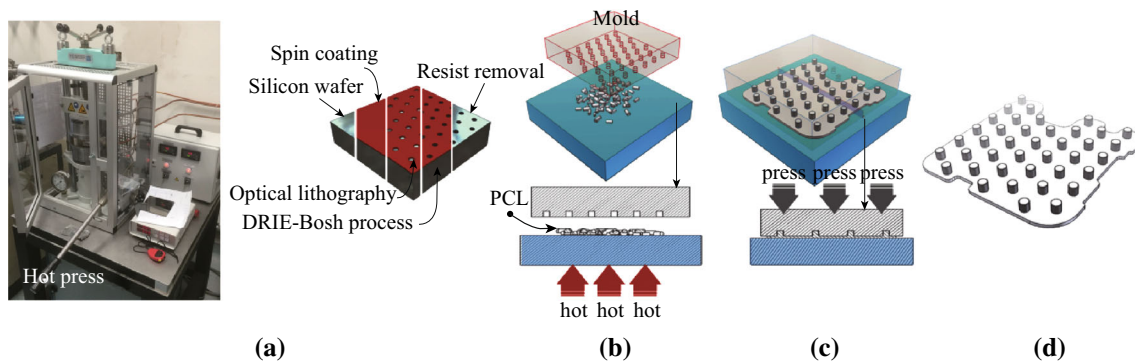 Hot press
Spin coating
Silicon wafer
Resist removal
Optical lithography
DRIE-Bosh process
Mold
PCL
hot hot hot
press press press
(a)
(b)
(c)
(d)